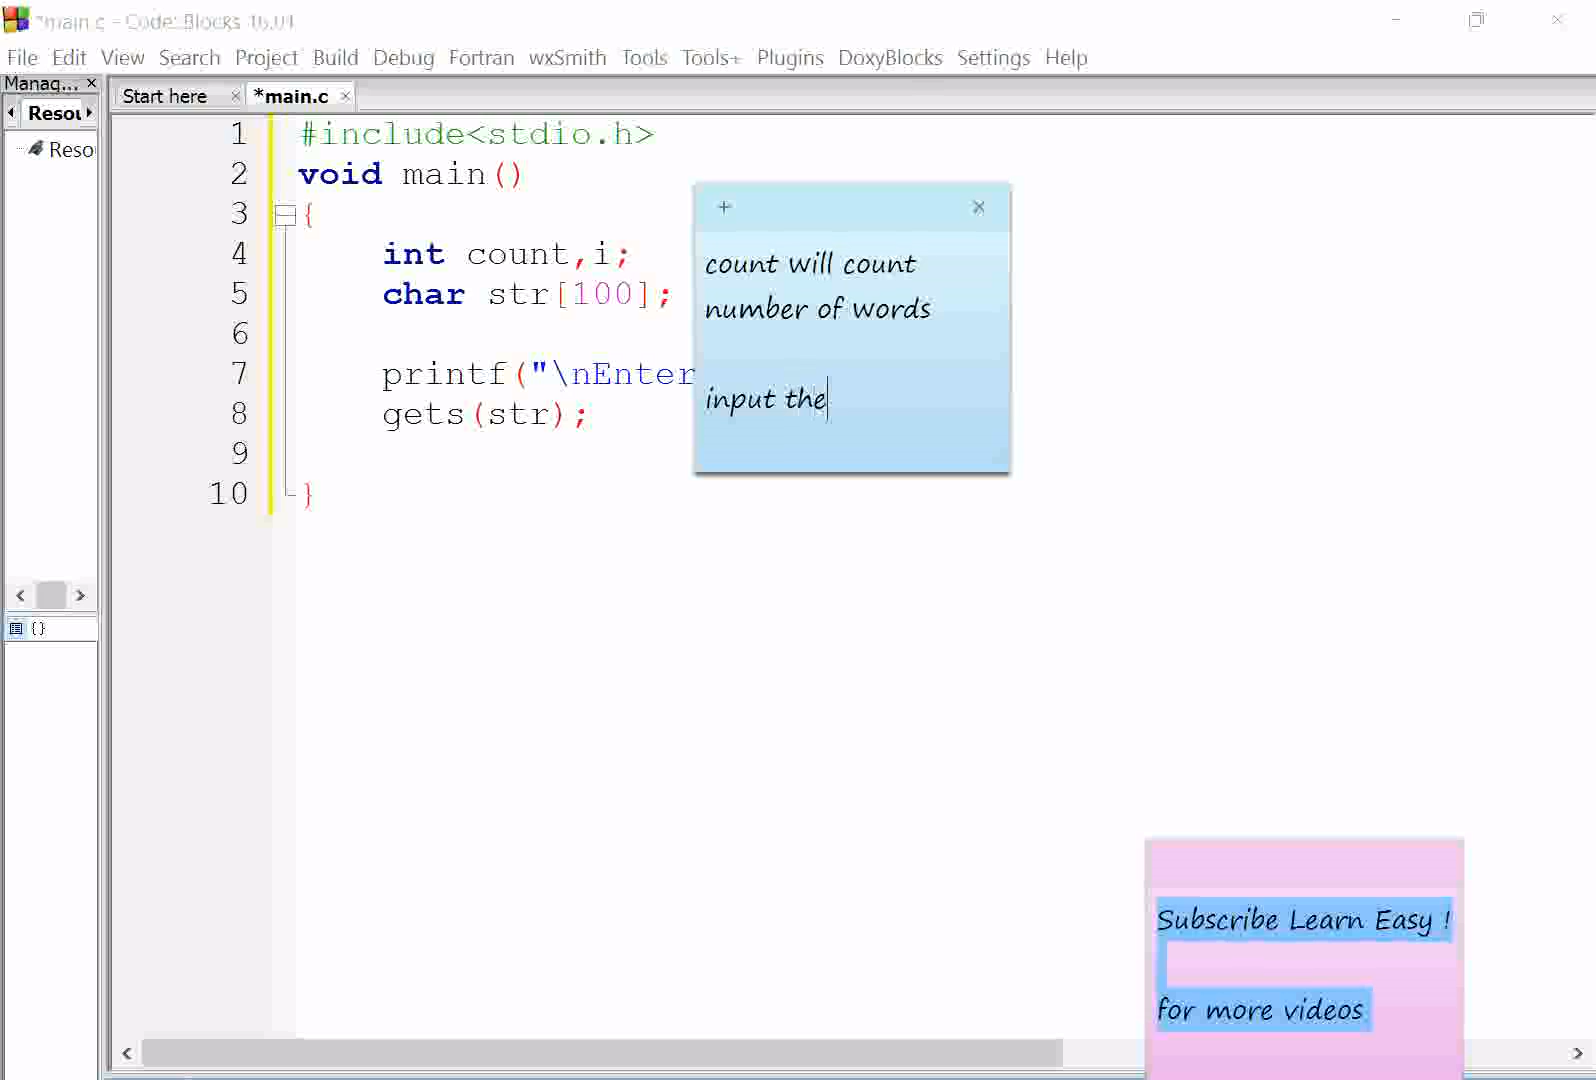 *main.c - Code::Blocks 16.01
File Edit View Search Project Build Debug Fortran wxSmith Tools Tools+ Plugins DoxyBlocks Settings Help
Manag... ×
Start here × *main.c ×
Resou
Reso
1 #include<stdio.h>
2 void main()
3 {
4 int count,i;
5 char str[100];
6
7 printf("\nEnter
8 gets(str);
9
10 }
+ ×
count will count
number of words
input the
{}
Subscribe Learn Easy !
for more videos